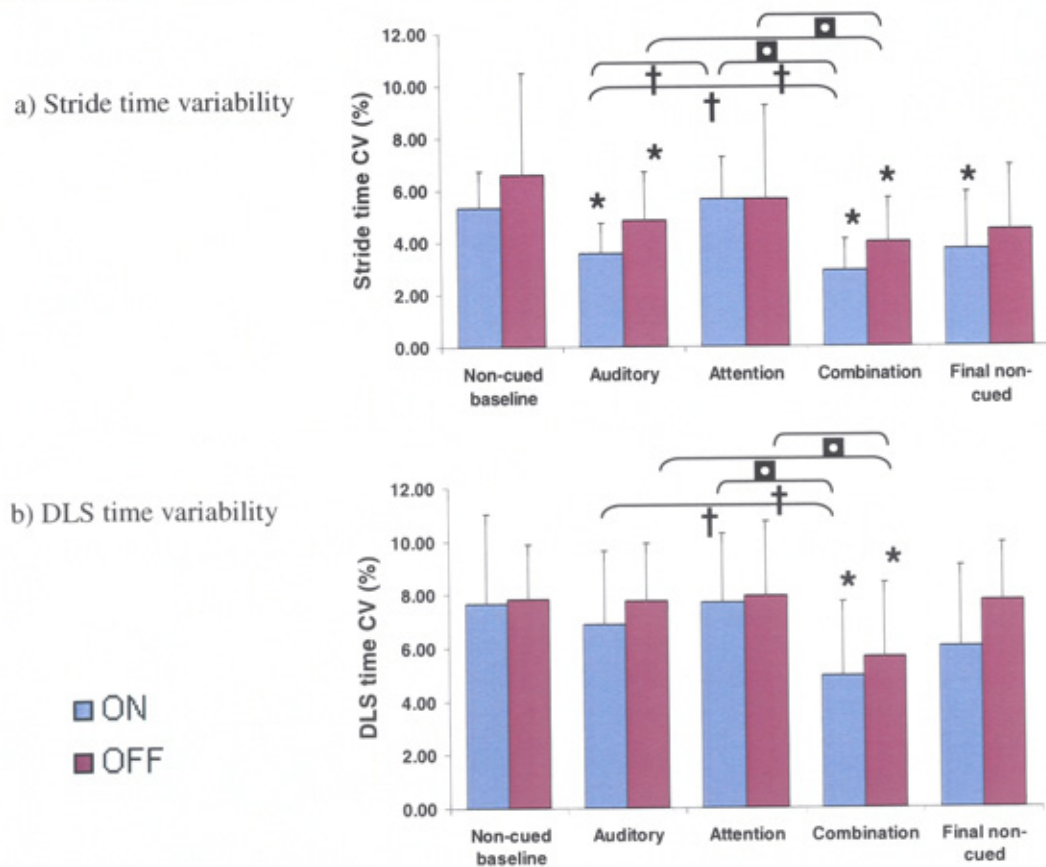 a) Stride time variability
Stride time CV (%)
12.00
10.00
8.00
6.00
4.00
2.00
0.00
† † †
* * * * *
Non-cued baseline
Auditory
Attention
Combination
Final non-cued
b) DLS time variability
DLS time CV (%)
12.00
10.00
8.00
6.00
4.00
2.00
0.00
† †
* *
Non-cued baseline
Auditory
Attention
Combination
Final non-cued
ON
OFF